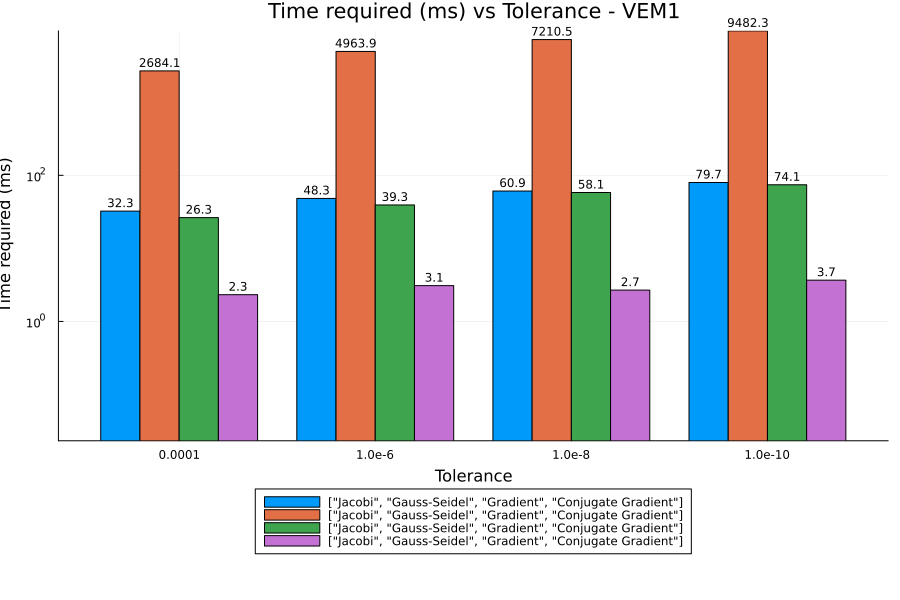 Time required (ms) vs Tolerance - VEM1
Time required (ms)
10²
10⁰
2684.1
4963.9
7210.5
9482.3
32.3
26.3
2.3
48.3
39.3
3.1
60.9
58.1
2.7
79.7
74.1
3.7
0.0001
1.0e-6
1.0e-8
1.0e-10
Tolerance
["Jacobi", "Gauss-Seidel", "Gradient", "Conjugate Gradient"]
["Jacobi", "Gauss-Seidel", "Gradient", "Conjugate Gradient"]
["Jacobi", "Gauss-Seidel", "Gradient", "Conjugate Gradient"]
["Jacobi", "Gauss-Seidel", "Gradient", "Conjugate Gradient"]